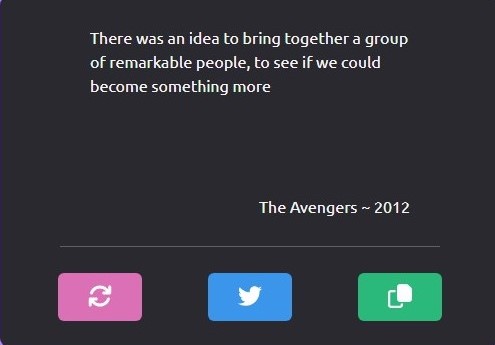 There was an idea to bring together a group
of remarkable people, to see if we could
become something more
The Avengers ~ 2012